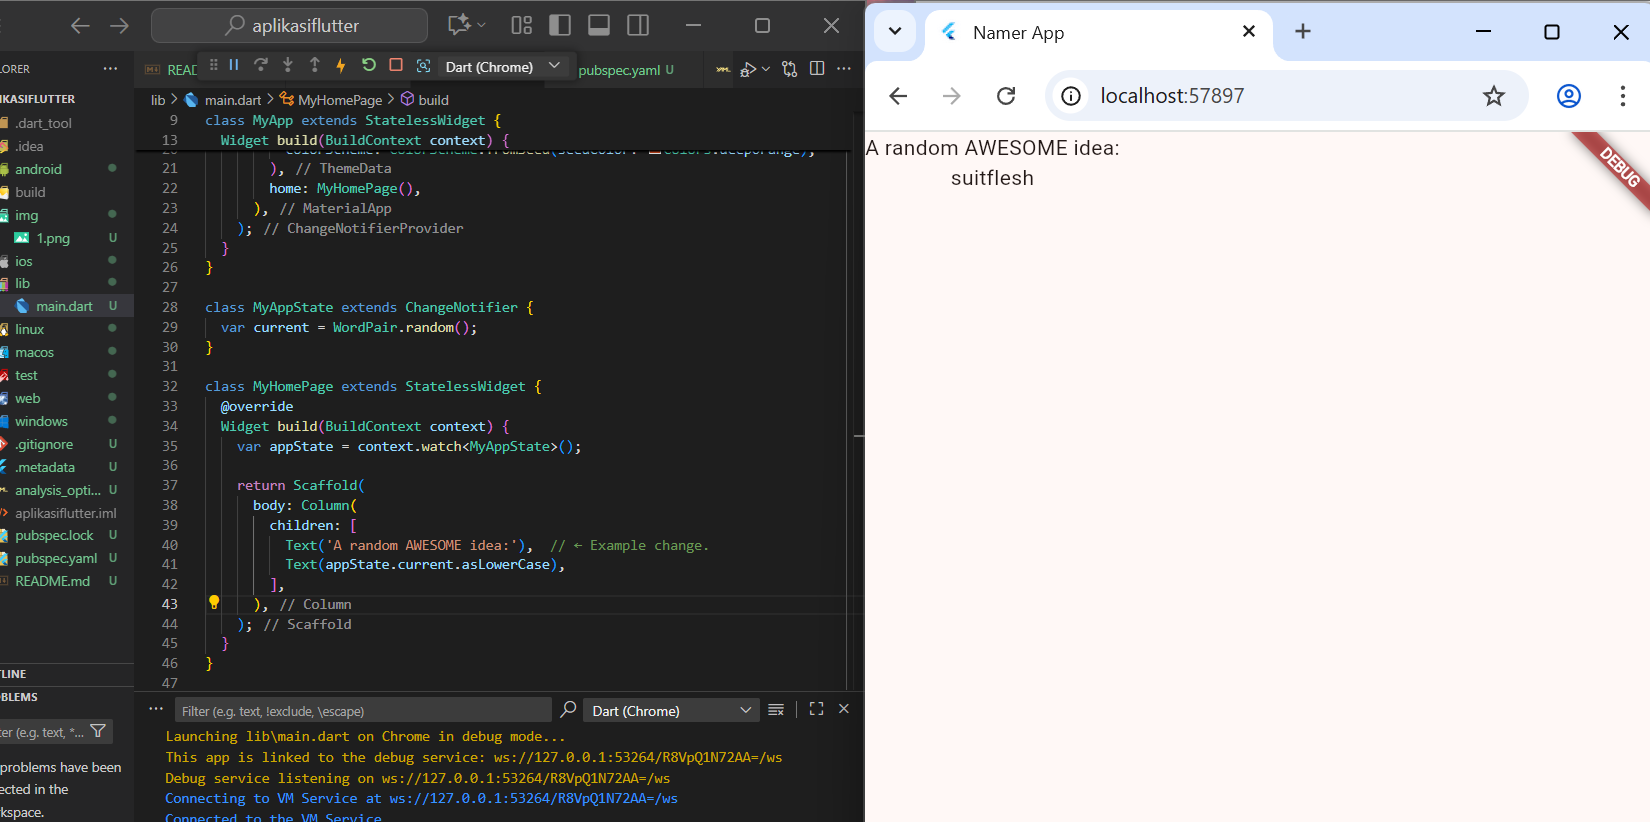 aplikasiflutter
LORER
READ
Dart (Chrome)
pubspec.yaml U
lib > main.dart > MyHomePage > build
IKASIFLUTTER
.dart_tool
.idea
android
build
img
1.png U
ios
lib
main.dart U
linux
macos
test
web
windows
.gitignore U
.metadata U
analysis_opti... U
aplikasiflutter.iml
pubspec.lock U
pubspec.yaml U
README.md U
TLINE
BLEMS
ter (e.g. text, *...
problems have been
ected in the
kspace.
9 class MyApp extends StatelessWidget {
13 Widget build(BuildContext context) {
21 ), // ThemeData
22 home: MyHomePage(),
23 ), // MaterialApp
24 ); // ChangeNotifierProvider
25 }
26 }
27
28 class MyAppState extends ChangeNotifier {
29 var current = WordPair.random();
30 }
31
32 class MyHomePage extends StatelessWidget {
33 @override
34 Widget build(BuildContext context) {
35 var appState = context.watch<MyAppState>();
36
37 return Scaffold(
38 body: Column(
39 children: [
40 Text('A random AWESOME idea:'), // ← Example change.
41 Text(appState.current.asLowerCase),
42 ],
43 ), // Column
44 ); // Scaffold
45 }
46 }
47
Filter (e.g. text, !exclude, \escape)
Dart (Chrome)
Launching lib\main.dart on Chrome in debug mode...
This app is linked to the debug service: ws://127.0.0.1:53264/R8VpQ1N72AA=/ws
Debug service listening on ws://127.0.0.1:53264/R8VpQ1N72AA=/ws
Connecting to VM Service at ws://127.0.0.1:53264/R8VpQ1N72AA=/ws
Connected to the VM Service
Namer App
localhost:57897
A random AWESOME idea:
suitflesh
DEBUG